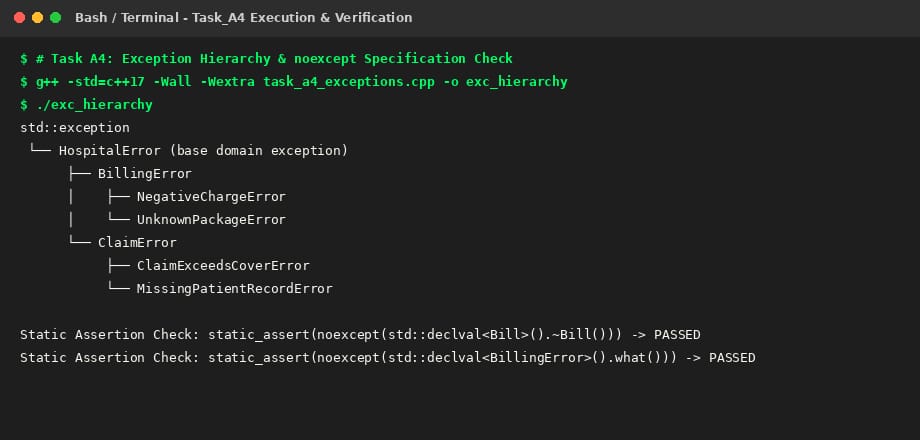 Bash / Terminal - Task_A4 Execution & Verification
$ # Task A4: Exception Hierarchy & noexcept Specification Check
$ g++ -std=c++17 -Wall -Wextra task_a4_exceptions.cpp -o exc_hierarchy
$ ./exc_hierarchy
std::exception
 └── HospitalError (base domain exception)
      ├── BillingError
      │    ├── NegativeChargeError
      │    └── UnknownPackageError
      └── ClaimError
           ├── ClaimExceedsCoverError
           └── MissingPatientRecordError
Static Assertion Check: static_assert(noexcept(std::declval<Bill>().~Bill())) -> PASSED
Static Assertion Check: static_assert(noexcept(std::declval<BillingError>().what())) -> PASSED